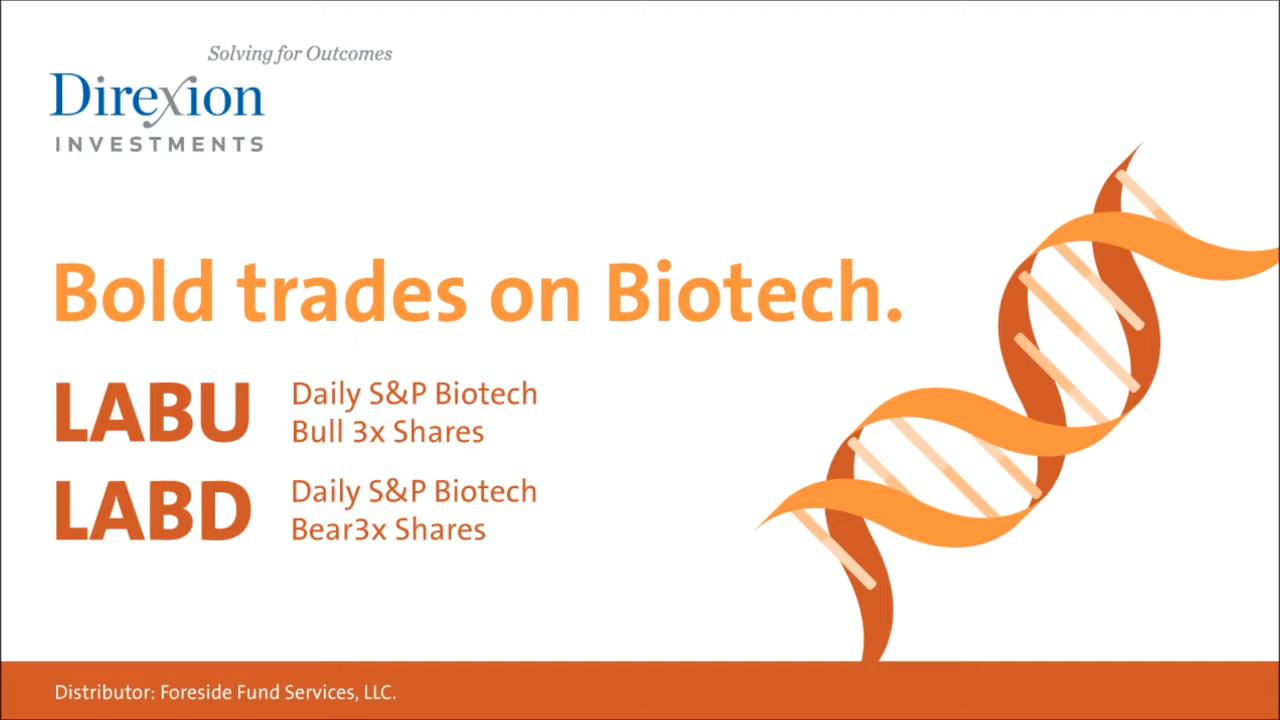 Solving for Outcomes
Direxion
INVESTMENTS
Bold trades on Biotech.
LABU
Daily S&P Biotech
Bull 3x Shares
LABD
Daily S&P Biotech
Bear3x Shares
Distributor: Foreside Fund Services, LLC.